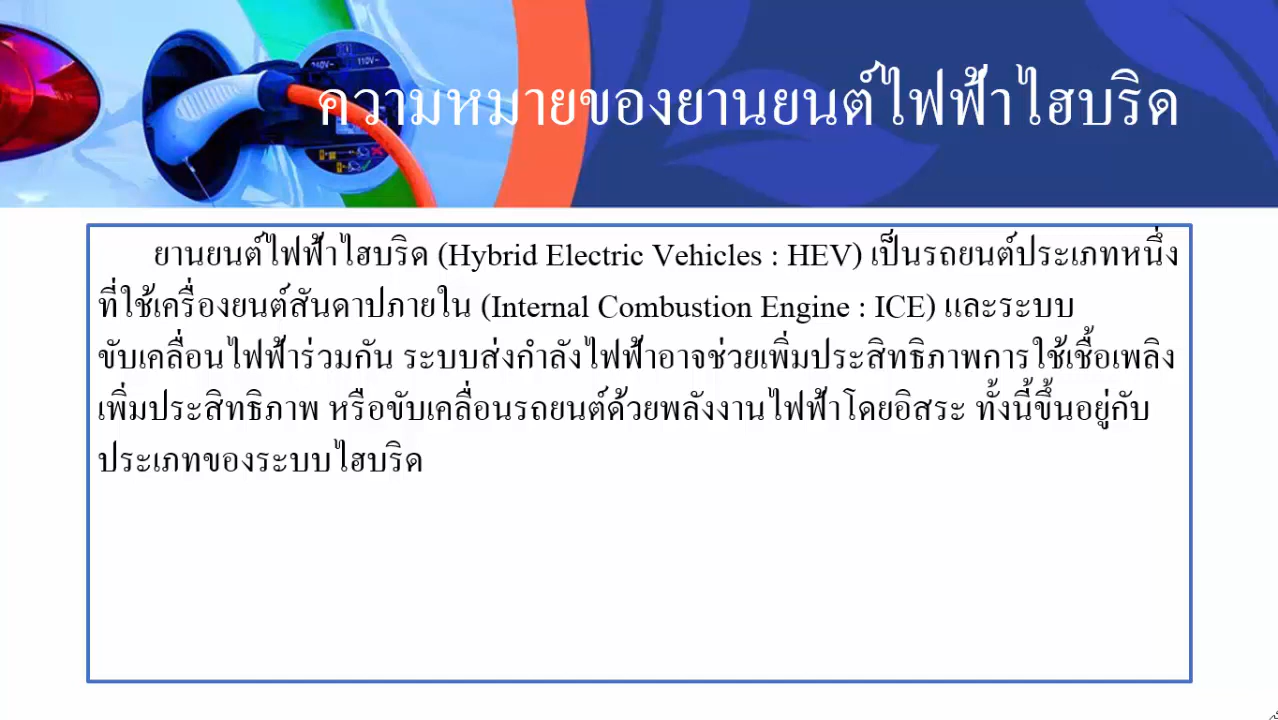 240V~ 110V~
ความหมายของยานยนต์ไฟฟ้าไฮบริด
ยานยนต์ไฟฟ้าไฮบริด (Hybrid Electric Vehicles : HEV) เป็นรถยนต์ประเภทหนึ่ง
ที่ใช้เครื่องยนต์สันดาปภายใน (Internal Combustion Engine : ICE) และระบบ
ขับเคลื่อนไฟฟ้าร่วมกัน ระบบส่งกำลังไฟฟ้าอาจช่วยเพิ่มประสิทธิภาพการใช้เชื้อเพลิง
เพิ่มประสิทธิภาพ หรือขับเคลื่อนรถยนต์ด้วยพลังงานไฟฟ้าโดยอิสระ ทั้งนี้ขึ้นอยู่กับ
ประเภทของระบบไฮบริด